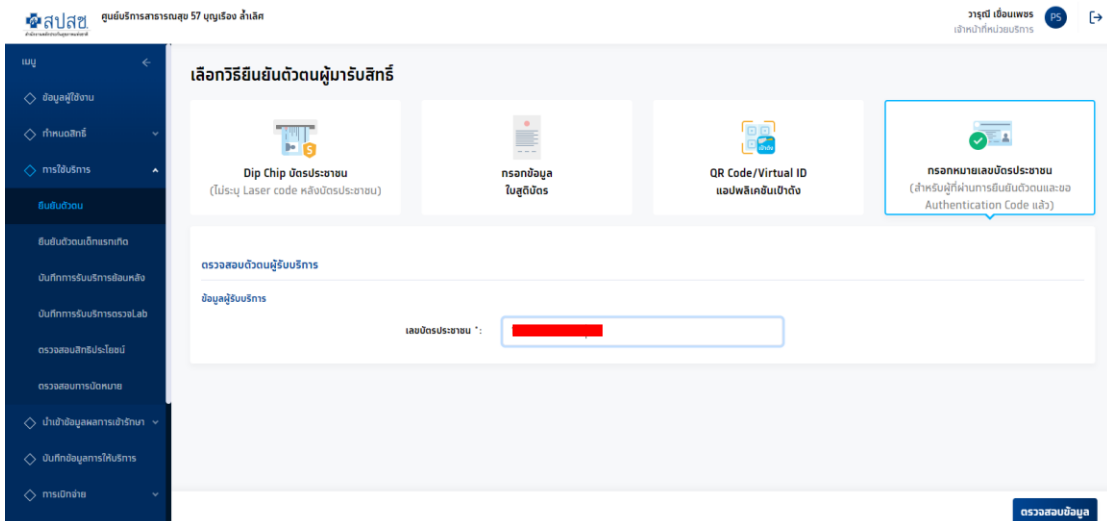 สปสช.
ศูนย์บริการสาธารณสุข 57 บุญเรือง ล้ำเลิศ
วารุณี เชื่อมเพชร
เจ้าหน้าที่หน่วยบริการ
PS
เมนู
ข้อมูลผู้ใช้งาน
กำหนดสิทธิ์
การใช้บริการ
ยืนยันตัวตน
ยืนยันตัวตนเด็กแรกเกิด
บันทึกการรับบริการย้อนหลัง
บันทึกการรับบริการตรวจLab
ตรวจสอบสิทธิประโยชน์
ตรวจสอบการนัดหมาย
นำเข้าข้อมูลผลการเข้ารักษา
บันทึกข้อมูลการให้บริการ
การเบิกจ่าย
เลือกวิธียืนยันตัวตนผู้มารับสิทธิ์
Dip Chip บัตรประชาชน
(ไม่ระบุ Laser code หลังบัตรประชาชน)
กรอกข้อมูล
ใบสูติบัตร
QR Code/Virtual ID
แอปพลิเคชันเป๋าตัง
กรอกหมายเลขบัตรประชาชน
(สำหรับผู้ที่ผ่านการยืนยันตัวตนและขอ
Authentication Code แล้ว)
ตรวจสอบตัวตนผู้รับบริการ
ข้อมูลผู้รับบริการ
เลขบัตรประชาชน *:
ตรวจสอบข้อมูล